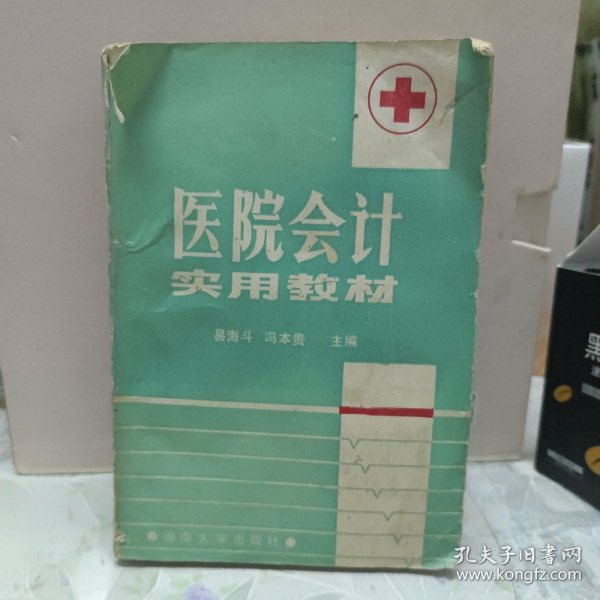 医院会计
实用教材
易海斗 冯本贵 主编
●湖南大学出版社●
黑
孔夫子旧书网
www.kongfz.com